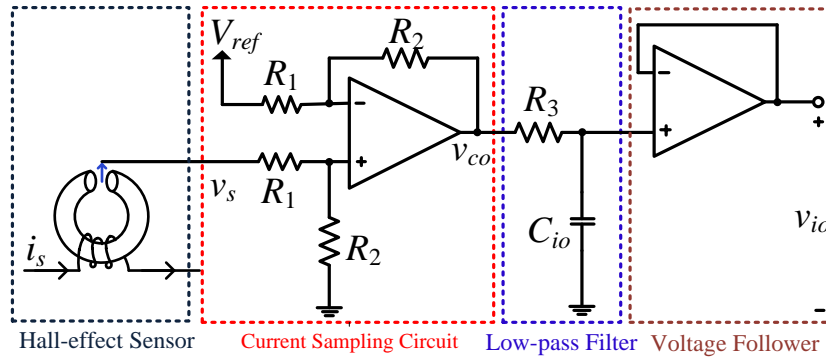 V_ref
R_1
R_2
−
+
v_s
R_1
R_2
v_co
i_s
R_3
C_io
−
+
+
v_io
−
Hall-effect Sensor
Current Sampling Circuit
Low-pass Filter
Voltage Follower